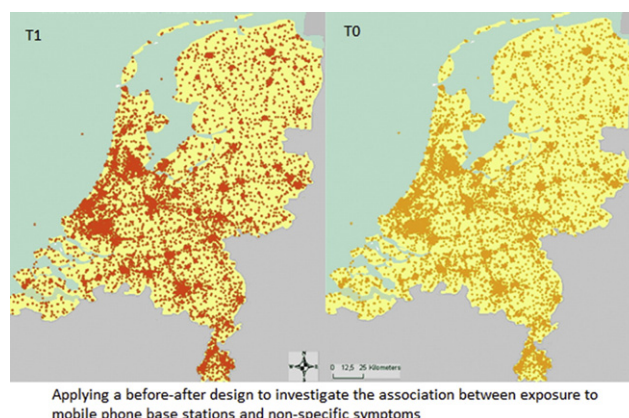 T1
T0
N
0 12,5 25 Kilometers
Applying a before-after design to investigate the association between exposure to
mobile phone base stations and non-specific symptoms